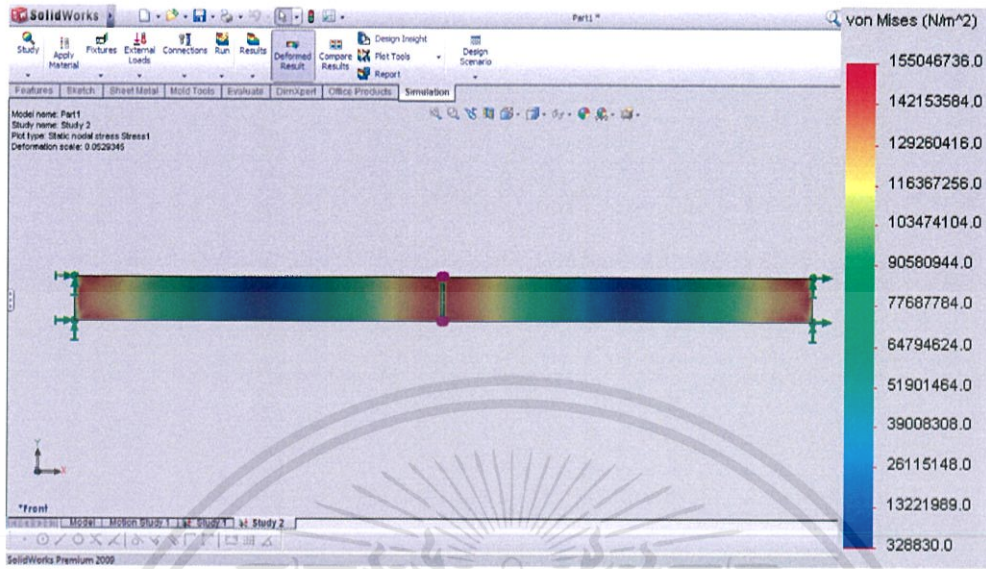 SolidWorks
Part1 *
Study
Apply Material
Fixtures
External Loads
Connections
Run
Results
Deformed Result
Compare Results
Design Insight
Plot Tools
Report
Design Scenario
Features
Sketch
Sheet Metal
Mold Tools
Evaluate
DimXpert
Office Products
Simulation
Model name: Part1
Study name: Study 2
Plot type: Static nodal stress Stress1
Deformation scale: 0.0529345
von Mises (N/m^2)
155046736.0
142153584.0
129260416.0
116367256.0
103474104.0
90580944.0
77687784.0
64794624.0
51901464.0
39008308.0
26115148.0
13221989.0
328830.0
Y
X
*Front
Model
Motion Study 1
Study 1
Study 2
SolidWorks Premium 2009